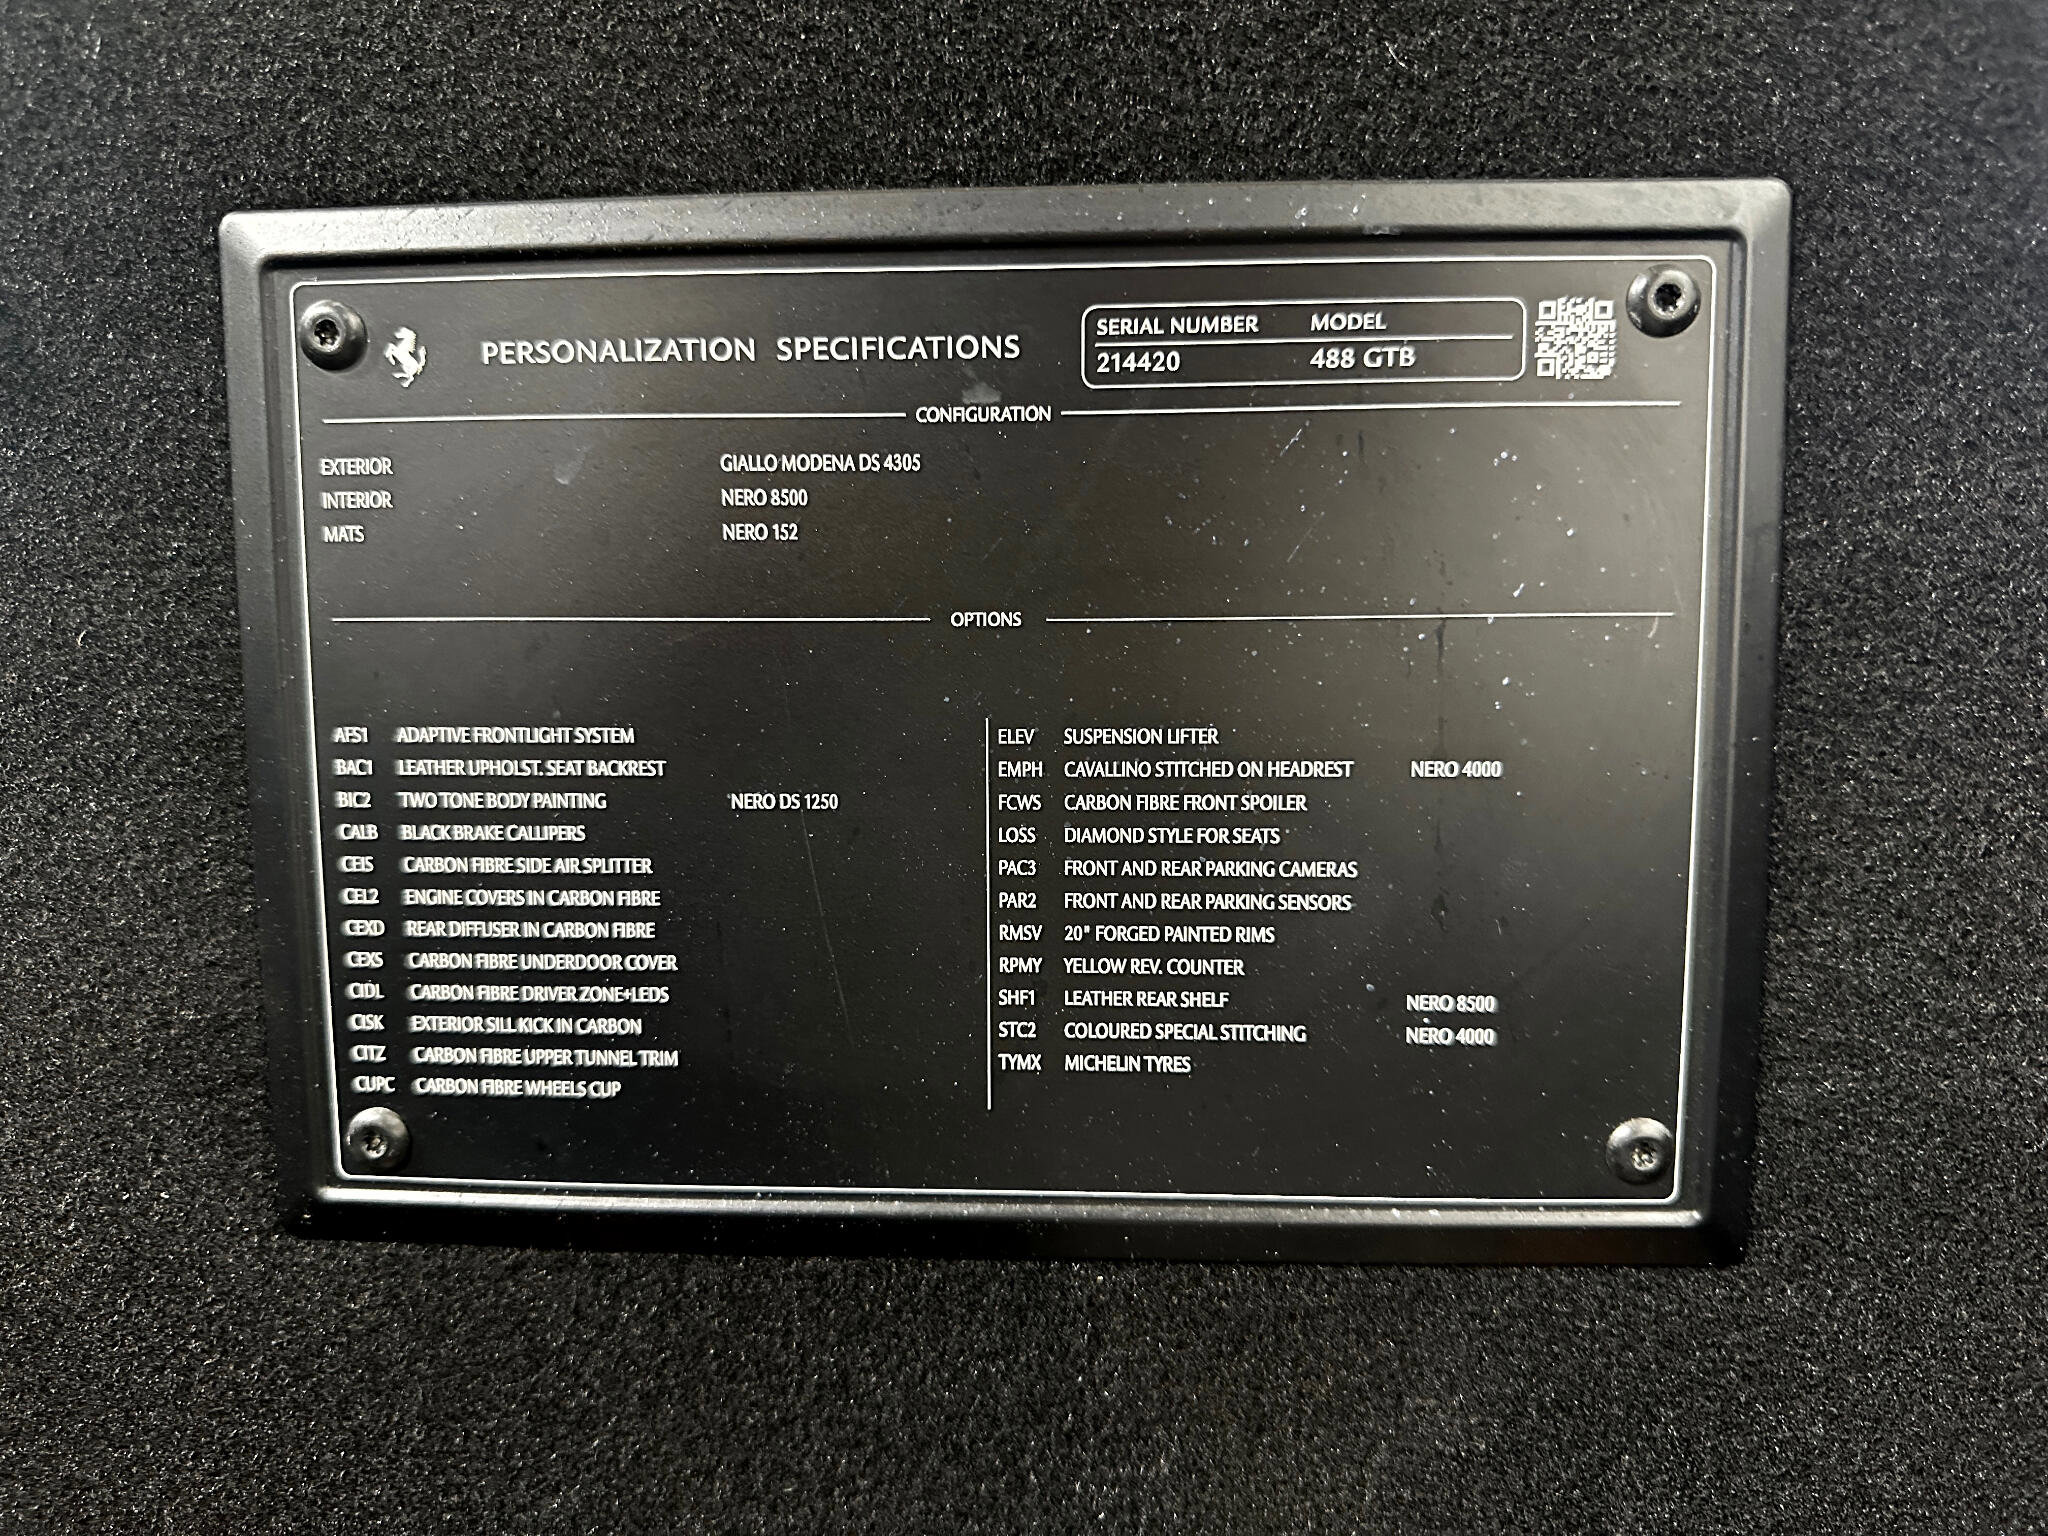 PERSONALIZATION SPECIFICATIONS
SERIAL NUMBER MODEL
214420 488 GTB
CONFIGURATION
EXTERIOR GIALLO MODENA DS 4305
INTERIOR NERO 8500
MATS NERO 152
OPTIONS
AFS1 ADAPTIVE FRONTLIGHT SYSTEM
BAC1 LEATHER UPHOLST. SEAT BACKREST
BIC2 TWO TONE BODY PAINTING NERO DS 1250
CALB BLACK BRAKE CALLIPERS
CEIS CARBON FIBRE SIDE AIR SPLITTER
CEL2 ENGINE COVERS IN CARBON FIBRE
CEXD REAR DIFFUSER IN CARBON FIBRE
CEXS CARBON FIBRE UNDERDOOR COVER
CIDL CARBON FIBRE DRIVER ZONE+LEDS
CISK EXTERIOR SILL KICK IN CARBON
CITZ CARBON FIBRE UPPER TUNNEL TRIM
CUPC CARBON FIBRE WHEELS CUP
ELEV SUSPENSION LIFTER
EMPH CAVALLINO STITCHED ON HEADREST NERO 4000
FCWS CARBON FIBRE FRONT SPOILER
LOSS DIAMOND STYLE FOR SEATS
PAC3 FRONT AND REAR PARKING CAMERAS
PAR2 FRONT AND REAR PARKING SENSORS
RMSV 20" FORGED PAINTED RIMS
RPMY YELLOW REV. COUNTER
SHF1 LEATHER REAR SHELF NERO 8500
STC2 COLOURED SPECIAL STITCHING NERO 4000
TYMX MICHELIN TYRES